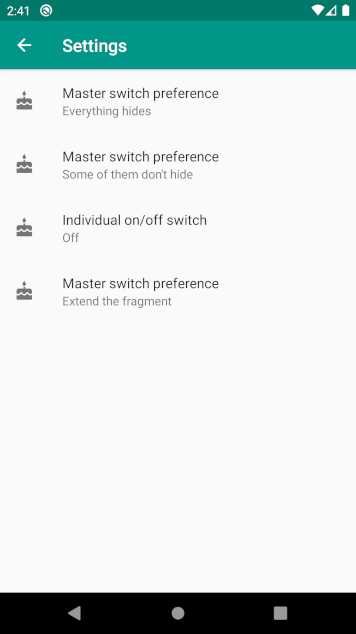 2:41
Settings
Master switch preference
Everything hides
Master switch preference
Some of them don't hide
Individual on/off switch
Off
Master switch preference
Extend the fragment